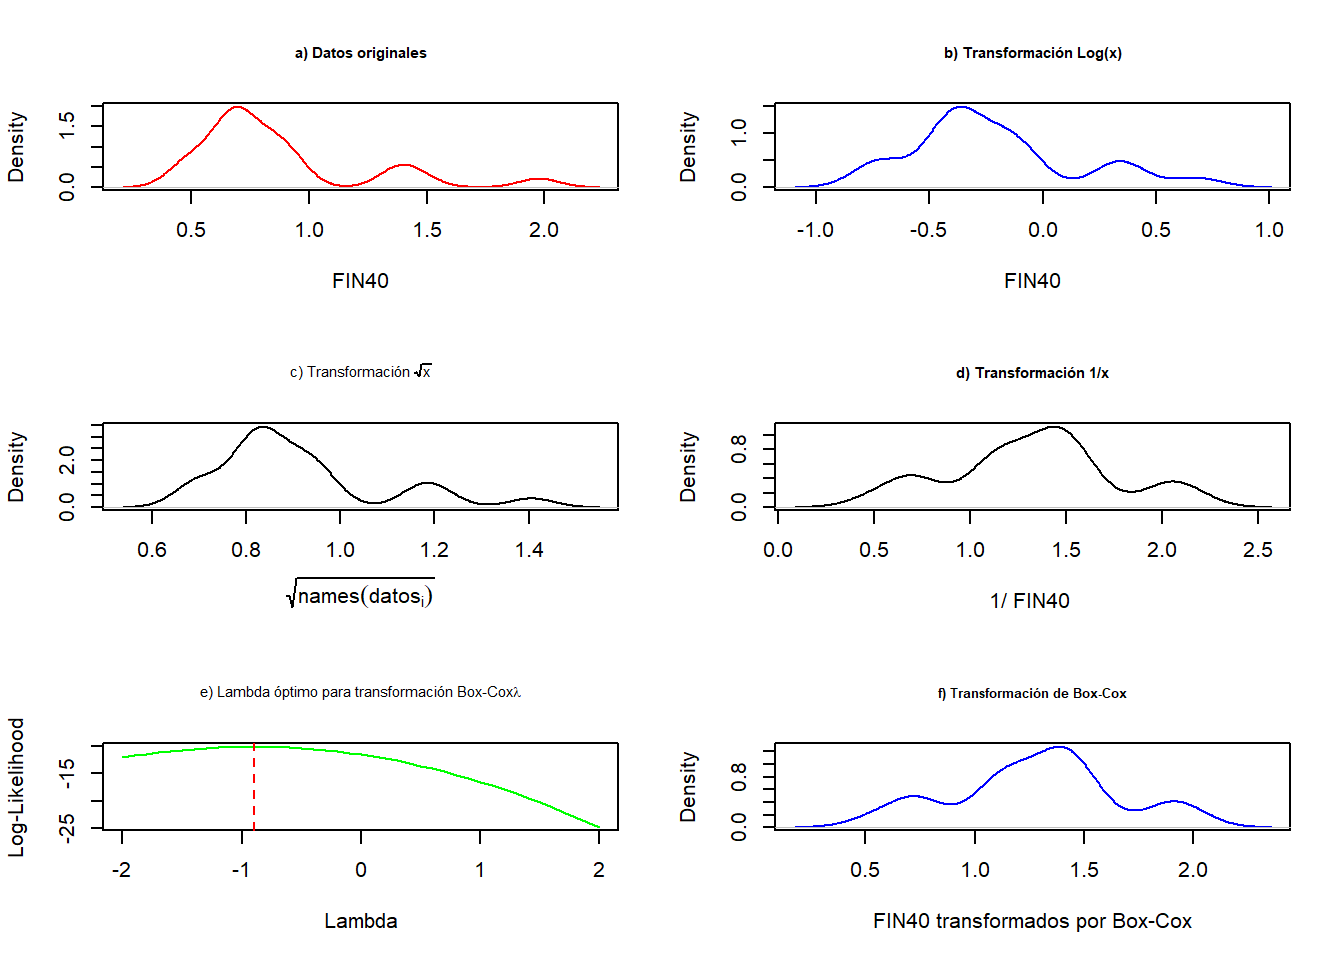 a) Datos originales
Density
0.0 1.5
0.5 1.0 1.5 2.0
FIN40
b) Transformación Log(x)
Density
0.0 1.0
-1.0 -0.5 0.0 0.5 1.0
FIN40
c) Transformación √x
Density
0.0 2.0
0.6 0.8 1.0 1.2 1.4
√names(datosi)
d) Transformación 1/x
Density
0.0 0.8
0.0 0.5 1.0 1.5 2.0 2.5
1/ FIN40
e) Lambda óptimo para transformación Box-Coxλ
Log-Likelihood
-25 -15
-2 -1 0 1 2
Lambda
f) Transformación de Box-Cox
Density
0.0 0.8
0.5 1.0 1.5 2.0
FIN40 transformados por Box-Cox